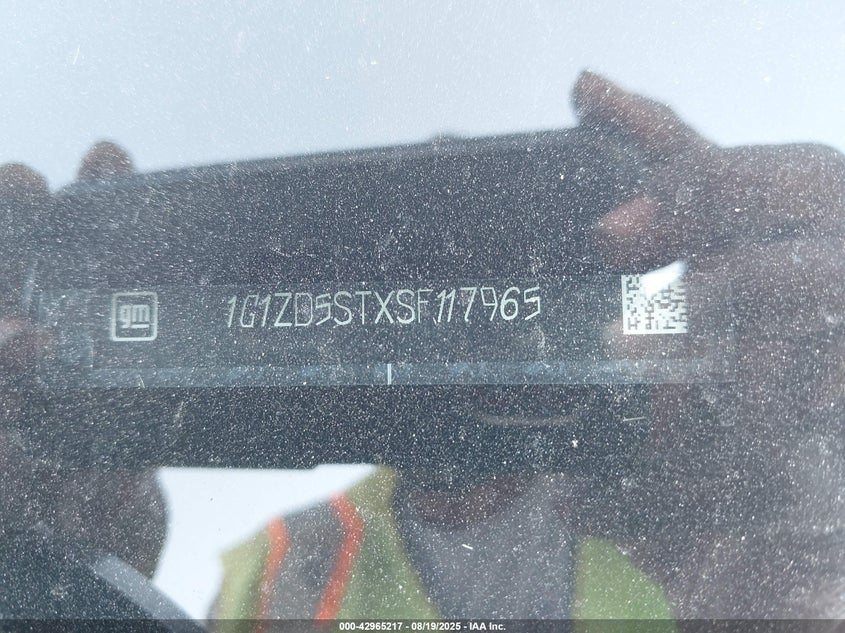 gm 1G1ZD5STXSF117965
000-42965217 - 08/19/2025 - IAA Inc.